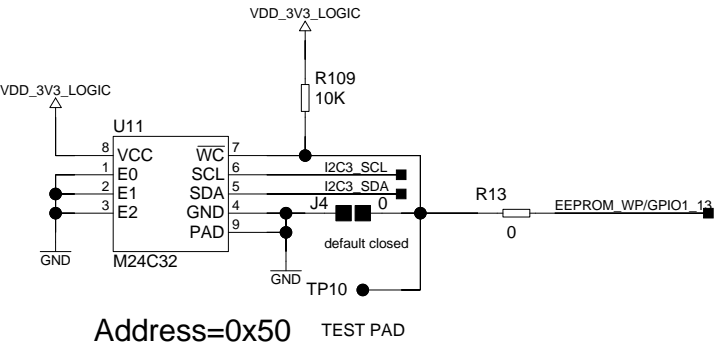 VDD_3V3_LOGIC
R109
10K
VDD_3V3_LOGIC
U11
8 VCC WC 7
1 E0 SCL 6 I2C3_SCL
2 E1 SDA 5 I2C3_SDA
3 E2 GND 4 J4 0
PAD 9
R13
0
EEPROM_WP/GPIO1_13
default closed
GND
M24C32
GND
TP10
Address=0x50
TEST PAD